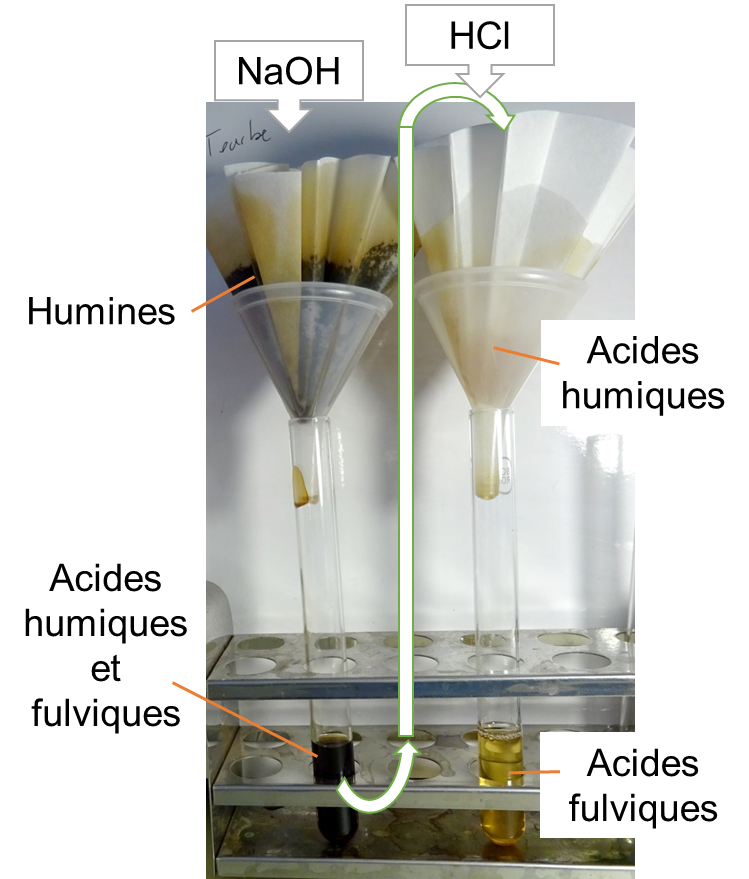 NaOH
HCl
Tourbe
Humines
Acides
humiques
Acides
humiques
et
fulviques
Acides
fulviques